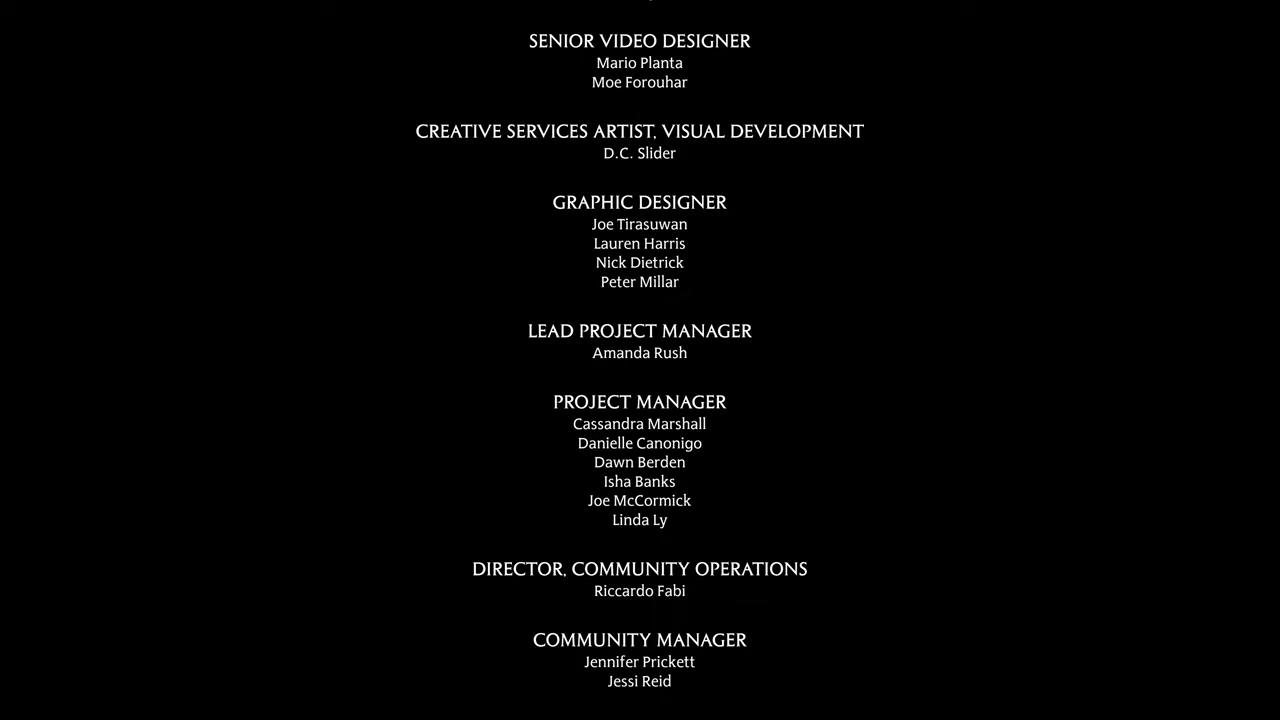 SENIOR VIDEO DESIGNER
Mario Planta
Moe Forouhar
CREATIVE SERVICES ARTIST, VISUAL DEVELOPMENT
D.C. Slider
GRAPHIC DESIGNER
Joe Tirasuwan
Lauren Harris
Nick Dietrick
Peter Millar
LEAD PROJECT MANAGER
Amanda Rush
PROJECT MANAGER
Cassandra Marshall
Danielle Canonigo
Dawn Berden
Isha Banks
Joe McCormick
Linda Ly
DIRECTOR, COMMUNITY OPERATIONS
Riccardo Fabi
COMMUNITY MANAGER
Jennifer Prickett
Jessi Reid